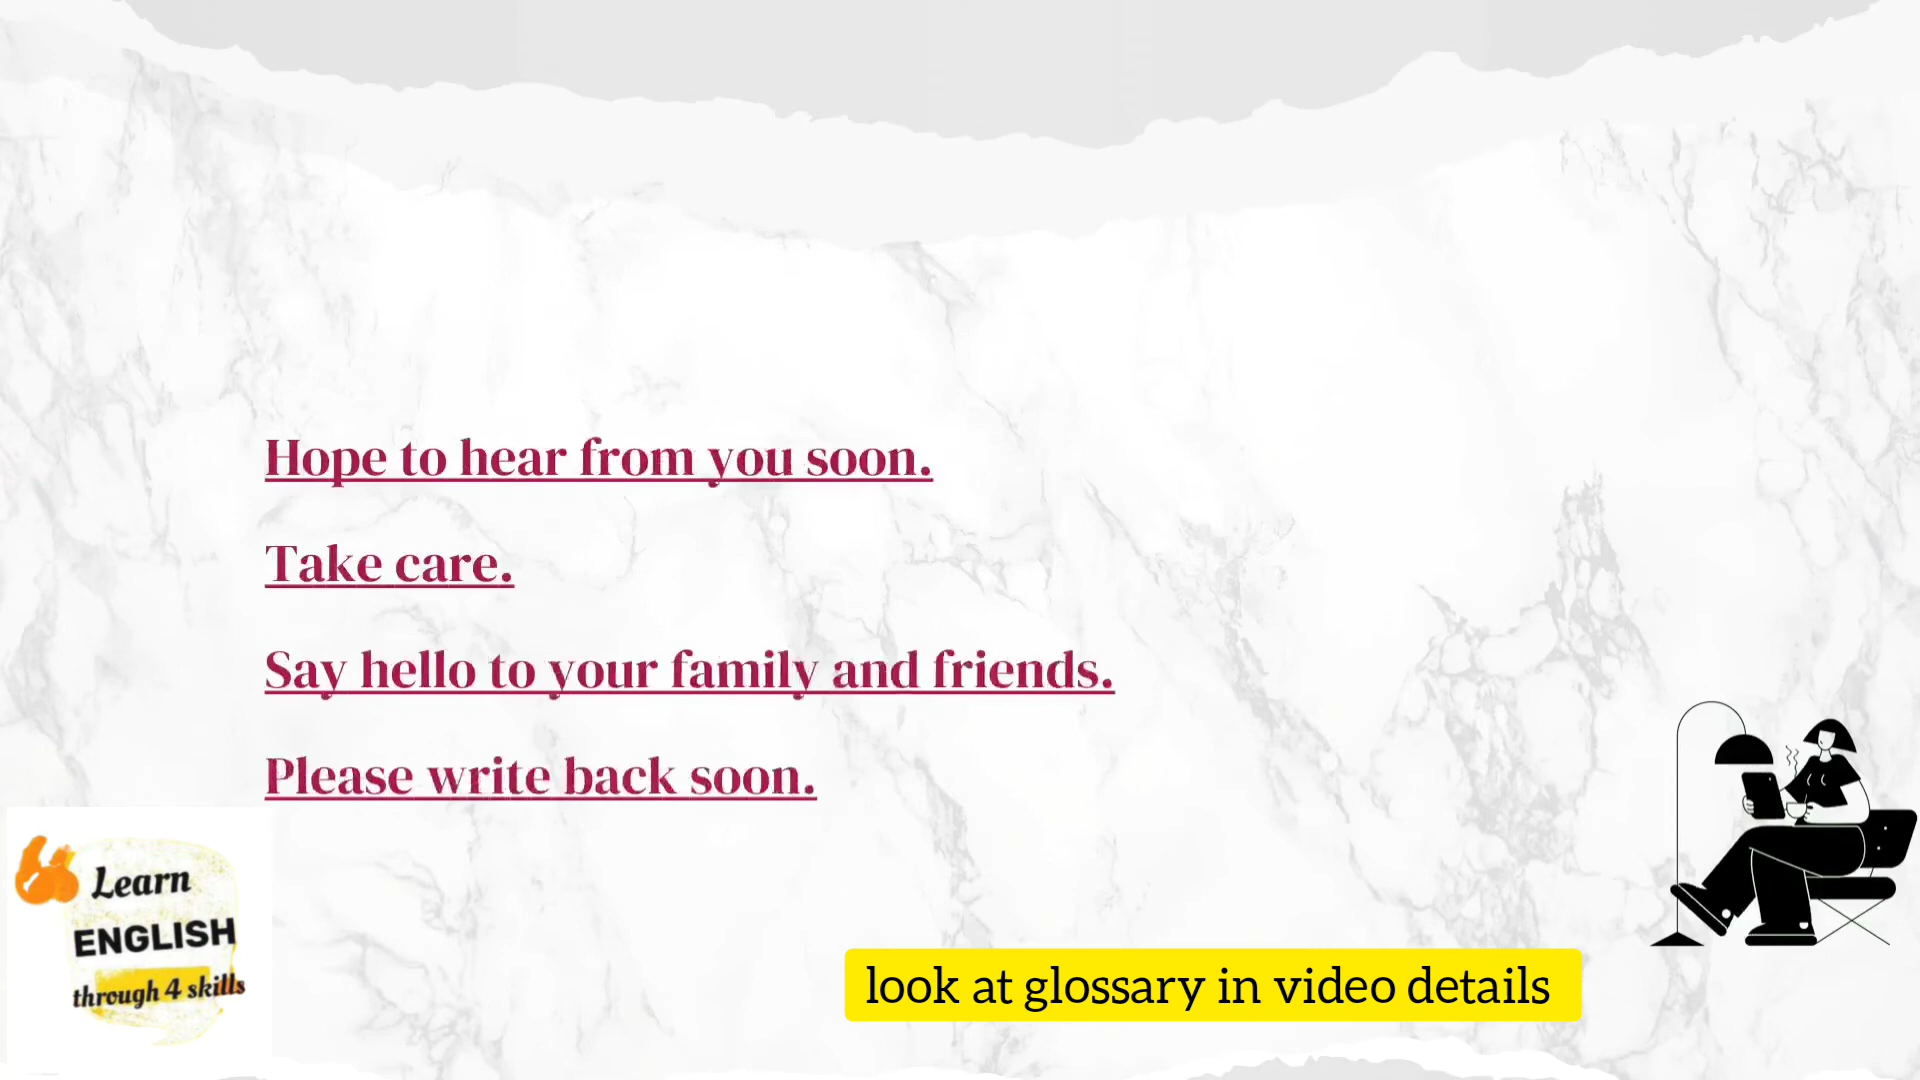 Hope to hear from you soon.
Take care.
Say hello to your family and friends.
Please write back soon.
Learn
ENGLISH
through 4 skills
look at glossary in video details